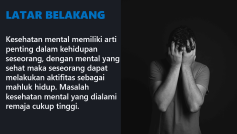 LATAR BELAKANG
Kesehatan mental memiliki arti
penting dalam kehidupan
seseorang, dengan mental yang
sehat maka seseorang dapat
melakukan aktifitas sebagai
mahluk hidup. Masalah
kesehatan mental yang dialami
remaja cukup tinggi.